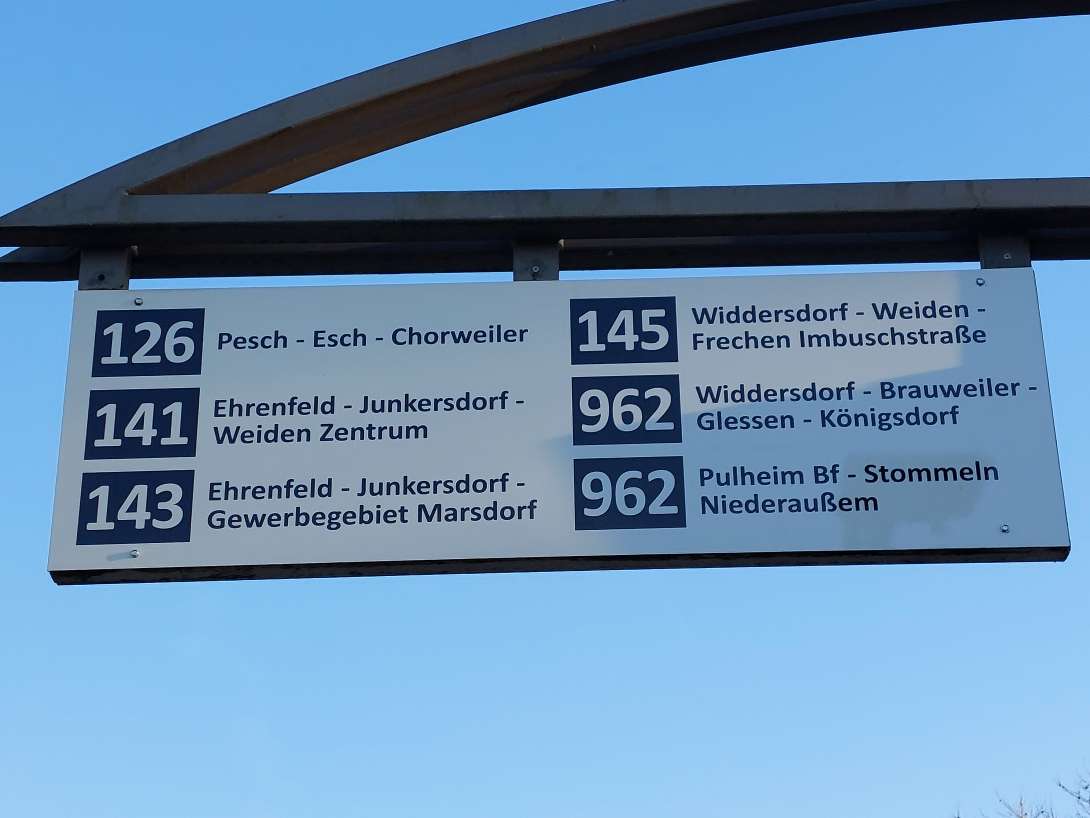 126 Pesch - Esch - Chorweiler
141 Ehrenfeld - Junkersdorf -
Weiden Zentrum
143 Ehrenfeld - Junkersdorf -
Gewerbegebiet Marsdorf
145 Widdersdorf - Weiden -
Frechen Imbuschstraße
962 Widdersdorf - Brauweiler -
Glessen - Königsdorf
962 Pulheim Bf - Stommeln
Niederaußem